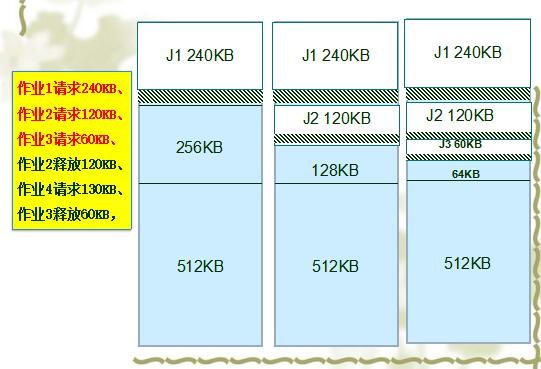 作业1请求240KB、
作业2请求120KB、
作业3请求60KB、
作业2释放120KB、
作业4请求130KB、
作业3释放60KB，
J1 240KB
256KB
512KB
J1 240KB
J2 120KB
128KB
512KB
J1 240KB
J2 120KB
J3 60KB
64KB
512KB